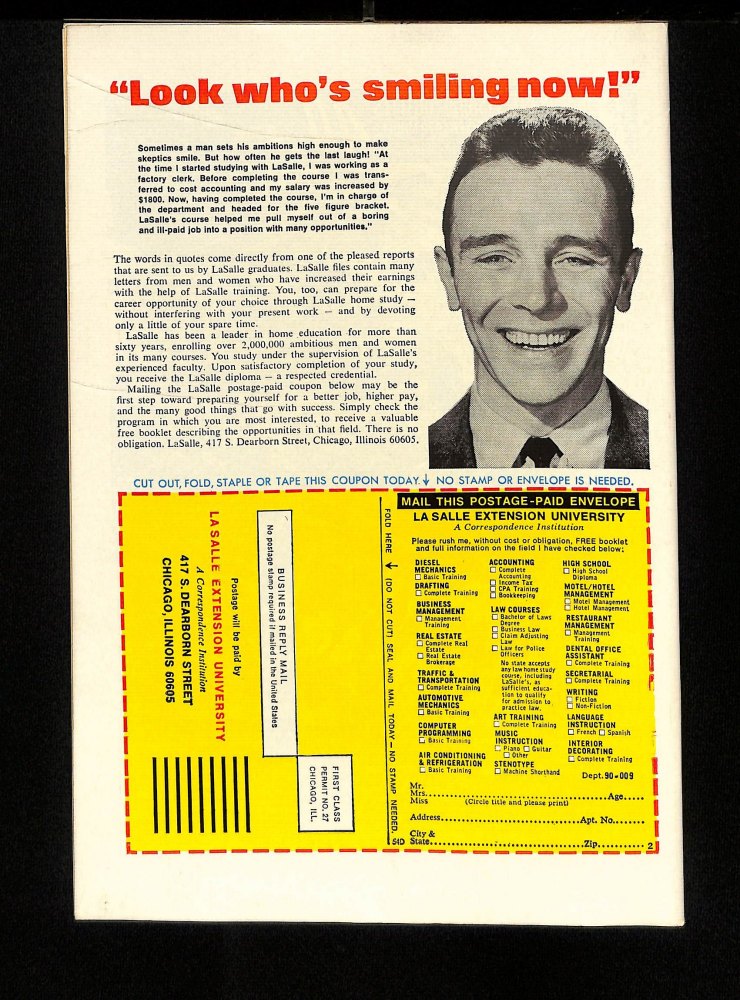 “Look who’s smiling now!”
Sometimes a man sets his ambitions high enough to make
skeptics smile. But how often he gets the last laugh! "At
the time I started studying with LaSalle, I was working as a
factory clerk. Before completing the course I was trans-
ferred to cost accounting and my salary was increased by
$1800. Now, having completed the course, I'm in charge of
the department and headed for the five figure bracket.
LaSalle's course helped me pull myself out of a boring
and ill-paid job into a position with many opportunities."
The words in quotes come directly from one of the pleased reports
that are sent to us by LaSalle graduates. LaSalle files contain many
letters from men and women who have increased their earnings
with the help of LaSalle training. You, too, can prepare for the
career opportunity of your choice through LaSalle home study —
without interfering with your present work — and by devoting
only a little of your spare time.
LaSalle has been a leader in home education for more than
sixty years, enrolling over 2,000,000 ambitious men and women
in its many courses. You study under the supervision of LaSalle's
experienced faculty. Upon satisfactory completion of your study,
you receive the LaSalle diploma — a respected credential.
Mailing the LaSalle postage-paid coupon below may be the
first step toward preparing yourself for a better job, higher pay,
and the many good things that go with success. Simply check the
program in which you are most interested, to receive a valuable
free booklet describing the opportunities in that field. There is no
obligation. LaSalle, 417 S. Dearborn Street, Chicago, Illinois 60605.
CUT OUT, FOLD, STAPLE OR TAPE THIS COUPON TODAY ↓ NO STAMP OR ENVELOPE IS NEEDED.
FIRST CLASS
PERMIT NO. 27
CHICAGO, ILL.
BUSINESS REPLY MAIL
No postage stamp required if mailed in the United States
Postage will be paid by
LA SALLE EXTENSION UNIVERSITY
A Correspondence Institution
417 S. DEARBORN STREET
CHICAGO, ILLINOIS 60605
FOLD HERE ↓ (DO NOT CUT) SEAL AND MAIL TODAY — NO STAMP NEEDED.
MAIL THIS POSTAGE-PAID ENVELOPE
LA SALLE EXTENSION UNIVERSITY
A Correspondence Institution
Please rush me, without cost or obligation, FREE booklet
and full information on the field I have checked below:
DIESEL
MECHANICS
☐ Basic Training
DRAFTING
☐ Complete Training
BUSINESS
MANAGEMENT
☐ Management
Training
REAL ESTATE
☐ Complete Real
Estate
☐ Real Estate
Brokerage
TRAFFIC &
TRANSPORTATION
☐ Complete Training
AUTOMOTIVE
MECHANICS
☐ Basic Training
COMPUTER
PROGRAMMING
☐ Basic Training
AIR CONDITIONING
& REFRIGERATION
☐ Basic Training
ACCOUNTING
☐ Complete
Accounting
☐ Income Tax
☐ CPA Training
☐ Bookkeeping
LAW COURSES
☐ Bachelor of Laws
Degree
☐ Business Law
☐ Claim Adjusting
Law
☐ Law for Police
Officers
No state accepts
any law home study
course, including
LaSalle's, as
sufficient educa-
tion to qualify
for admission to
practice law.
ART TRAINING
☐ Complete Training
MUSIC
INSTRUCTION
☐ Piano ☐ Guitar
☐ Other
STENOTYPE
☐ Machine Shorthand
HIGH SCHOOL
☐ High School
Diploma
MOTEL/HOTEL
MANAGEMENT
☐ Motel Management
☐ Hotel Management
RESTAURANT
MANAGEMENT
☐ Management
Training
DENTAL OFFICE
ASSISTANT
☐ Complete Training
SECRETARIAL
☐ Complete Training
WRITING
☐ Fiction
☐ Non-Fiction
LANGUAGE
INSTRUCTION
☐ French ☐ Spanish
INTERIOR
DECORATING
☐ Complete Training
Dept. 90-009
Mr.
Mrs.
Miss
Age
(Circle title and please print)
Address Apt. No.
City &
State Zip
54D
2